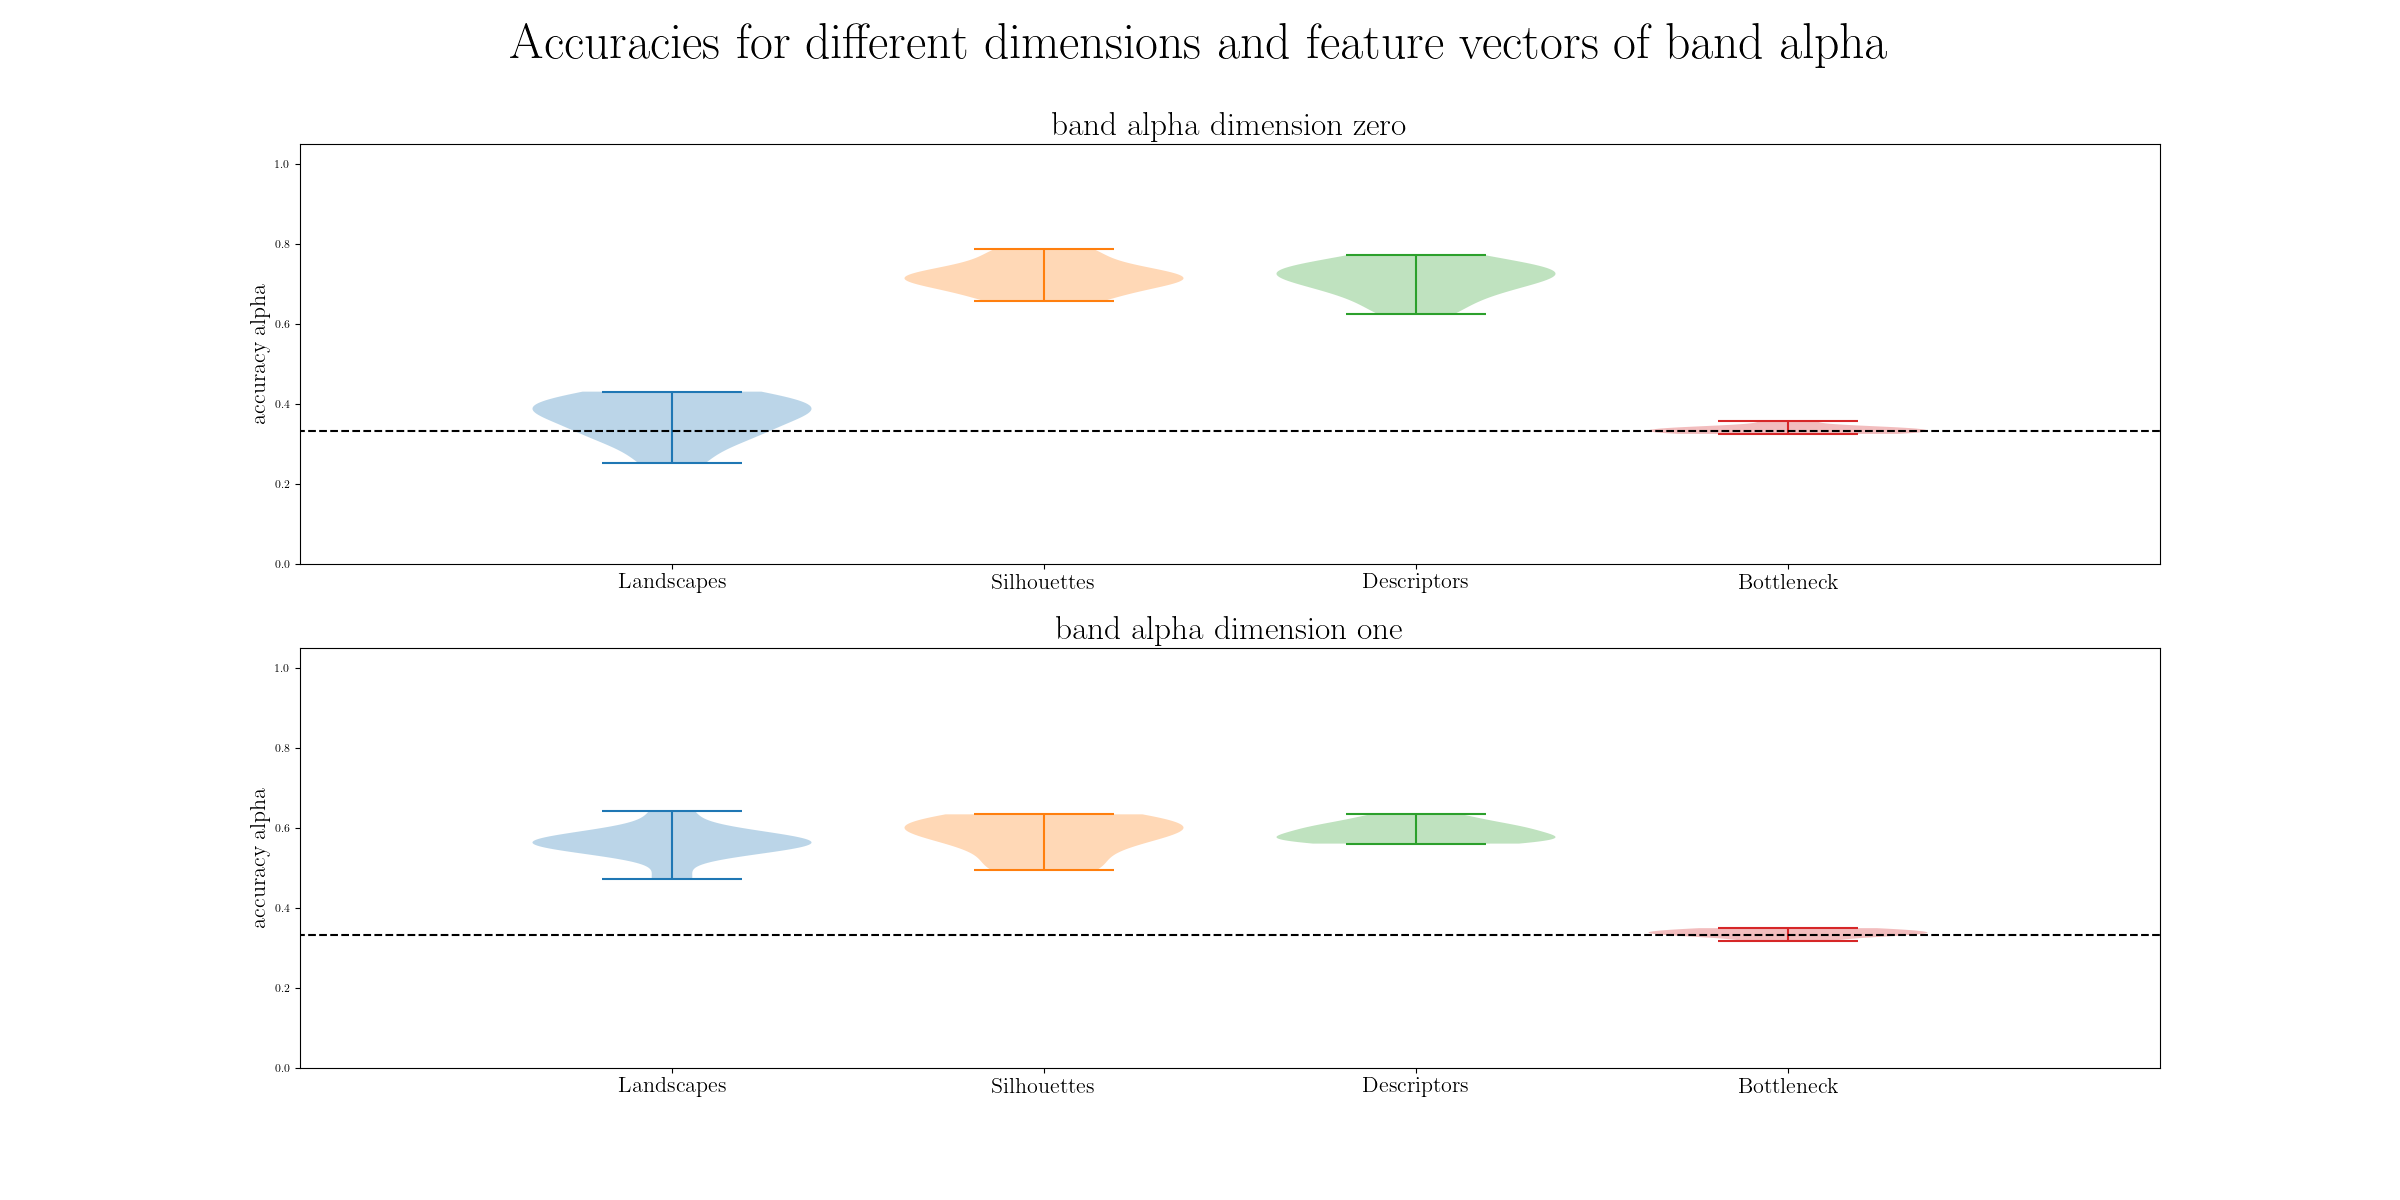 Accuracies for different dimensions and feature vectors of band alpha
band alpha dimension zero
1.0
0.8
0.6
0.4
0.2
0.0
accuracy alpha
Landscapes Silhouettes Descriptors Bottleneck
band alpha dimension one
1.0
0.8
0.6
0.4
0.2
0.0
accuracy alpha
Landscapes Silhouettes Descriptors Bottleneck